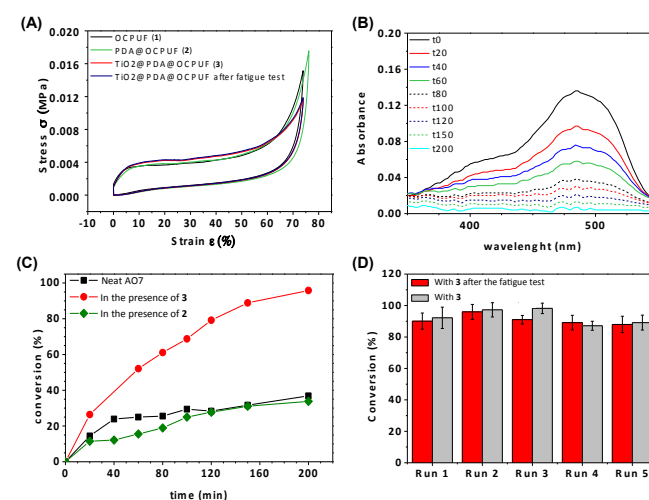 (A)
0.020
0.016
0.012
0.008
0.004
0.000
Stress σ (MPa)
OCPUF (1)
PDA@OCPUF (2)
TiO2@PDA@OCPUF (3)
TiO2@PDA@OCPUF after fatigue test
-10 0 10 20 30 40 50 60 70 80
Strain ε (%)
(B)
0.20
0.16
0.12
0.08
0.04
0.00
Absorbance
t0
t20
t40
t60
t80
t100
t120
t150
t200
400 500
wavelenght (nm)
(C)
100
80
60
40
20
0
conversion (%)
Neat AO7
In the presence of 3
In the presence of 2
0 40 80 120 160 200
time (min)
(D)
120
100
80
60
40
20
0
Conversion (%)
With 3 after the fatigue test
With 3
Run 1 Run 2 Run 3 Run 4 Run 5